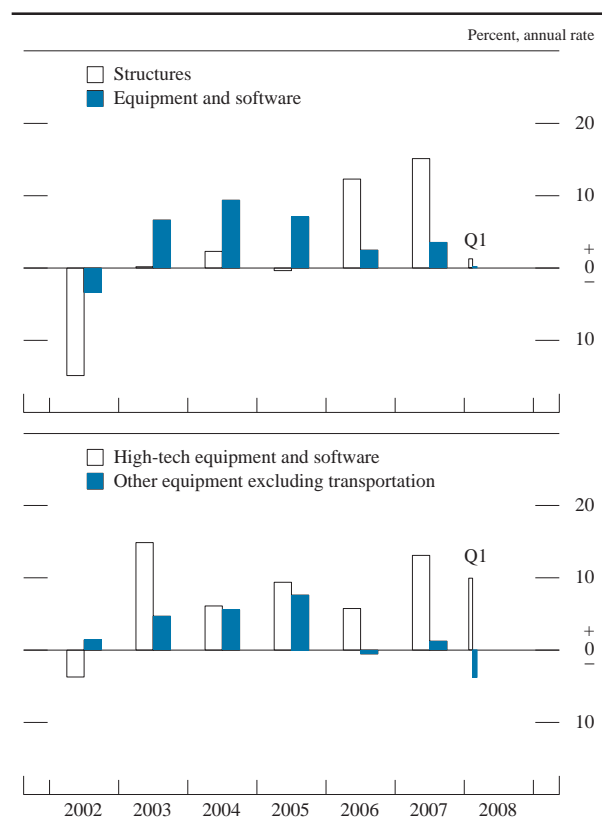 Percent, annual rate
Structures
Equipment and software
20
10
Q1
+
0
−
10
High-tech equipment and software
Other equipment excluding transportation
20
Q1
10
+
0
−
10
2002 2003 2004 2005 2006 2007 2008